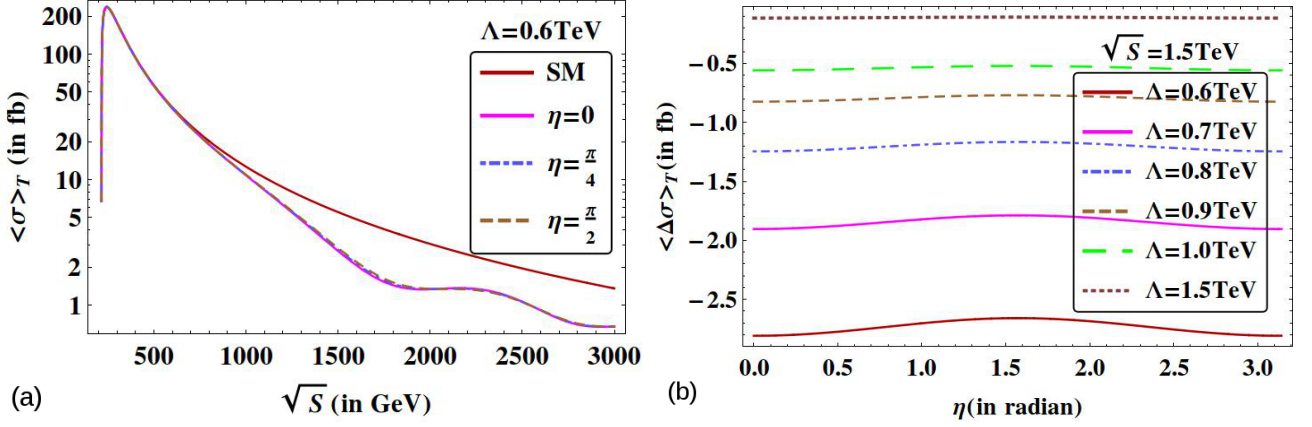 Λ=0.6TeV
SM
η=0
η=π/4
η=π/2
200
100
50
20
10
5
2
1
<σ>T (in fb)
500 1000 1500 2000 2500 3000
√S (in GeV)
(a)
√S =1.5TeV
Λ=0.6TeV
Λ=0.7TeV
Λ=0.8TeV
Λ=0.9TeV
Λ=1.0TeV
Λ=1.5TeV
−0.5
−1.0
−1.5
−2.0
−2.5
<Δσ>T(in fb)
0.0 0.5 1.0 1.5 2.0 2.5 3.0
η(in radian)
(b)